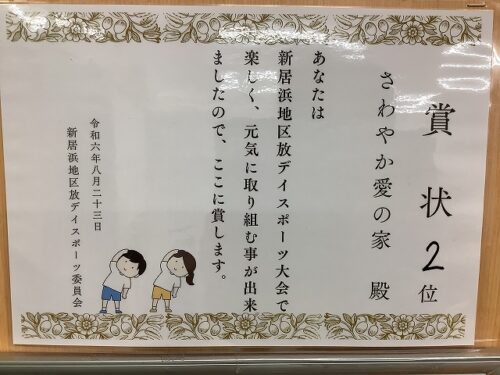 賞状 2位
さわやか愛の家 殿
あなたは
新居浜地区放デイスポーツ大会で
楽しく、元気に取り組む事が出来
ましたので、ここに賞します。
令和六年八月二十三日
新居浜地区放デイスポーツ委員会